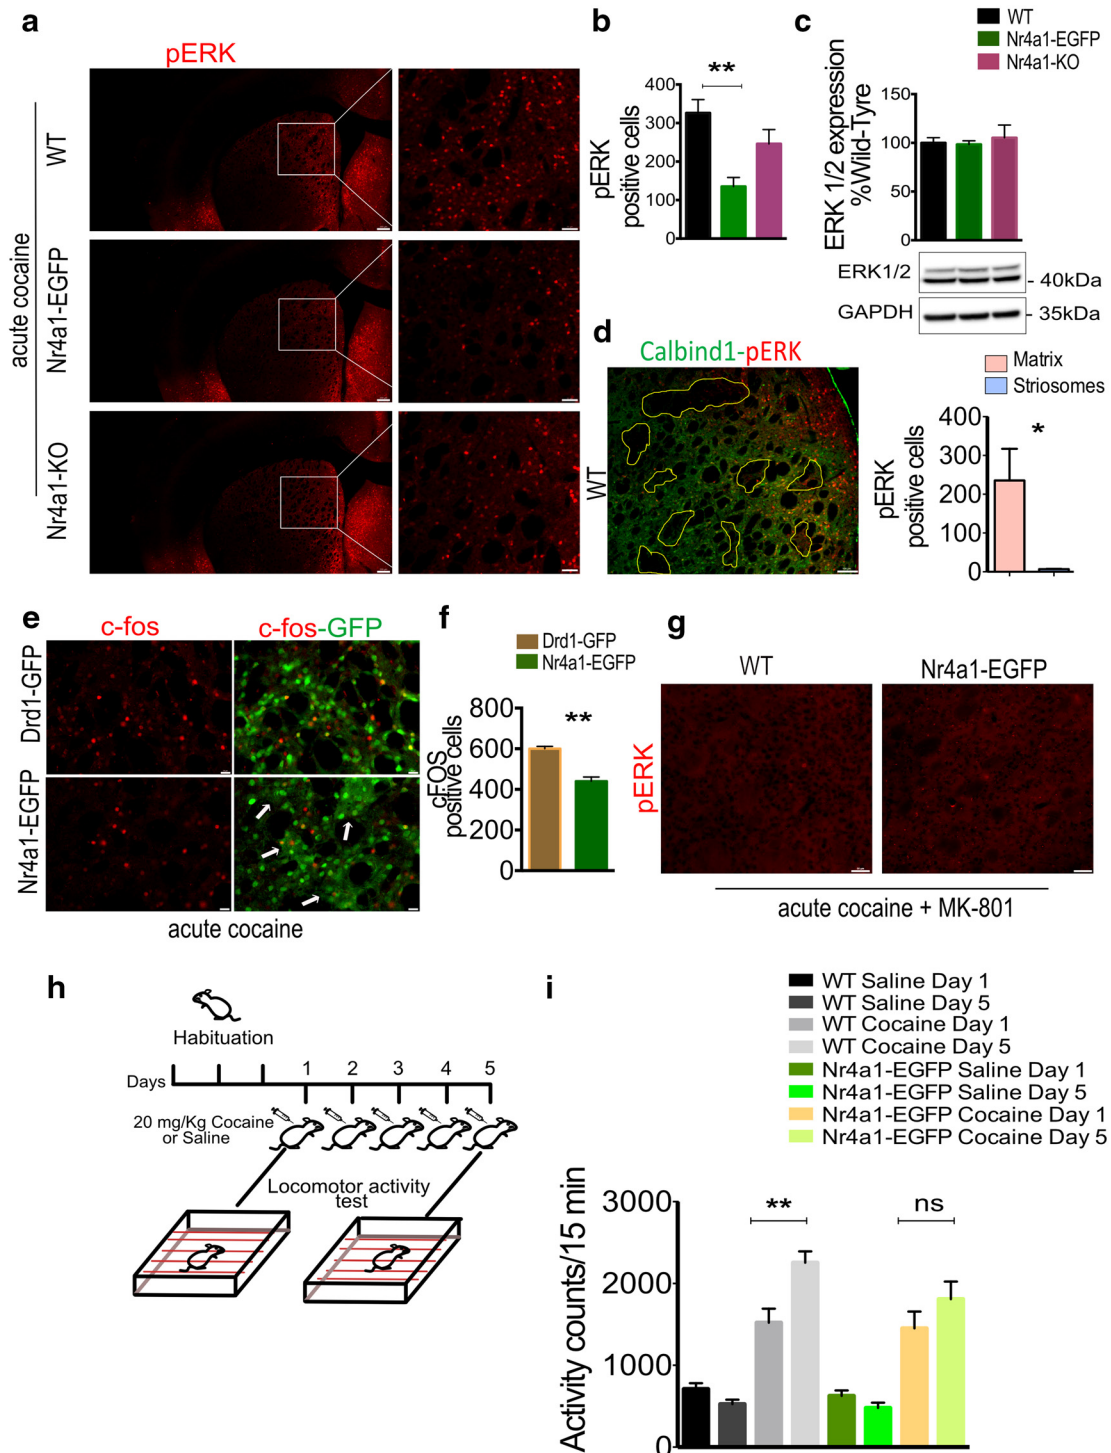 a
pERK
acute cocaine
WT
Nr4a1-EGFP
Nr4a1-KO
b
**
400
300
200
100
0
pERK
positive cells
c
WT
Nr4a1-EGFP
Nr4a1-KO
ERK 1/2 expression
%Wild-Tyre
150
100
50
0
ERK1/2
- 40kDa
GAPDH
- 35kDa
d
Calbind1-pERK
WT
Matrix
Striosomes
*
400
300
200
100
0
pERK
positive cells
e
c-fos
c-fos-GFP
Drd1-GFP
Nr4a1-EGFP
acute cocaine
f
Drd1-GFP
Nr4a1-EGFP
**
800
600
400
200
0
cFOS
positive cells
g
WT
Nr4a1-EGFP
pERK
acute cocaine + MK-801
h
Habituation
Days
1 2 3 4 5
20 mg/Kg Cocaine
or Saline
Locomotor activity
test
i
WT Saline Day 1
WT Saline Day 5
WT Cocaine Day 1
WT Cocaine Day 5
Nr4a1-EGFP Saline Day 1
Nr4a1-EGFP Saline Day 5
Nr4a1-EGFP Cocaine Day 1
Nr4a1-EGFP Cocaine Day 5
Activity counts/15 min
3000
2000
1000
0
**
ns